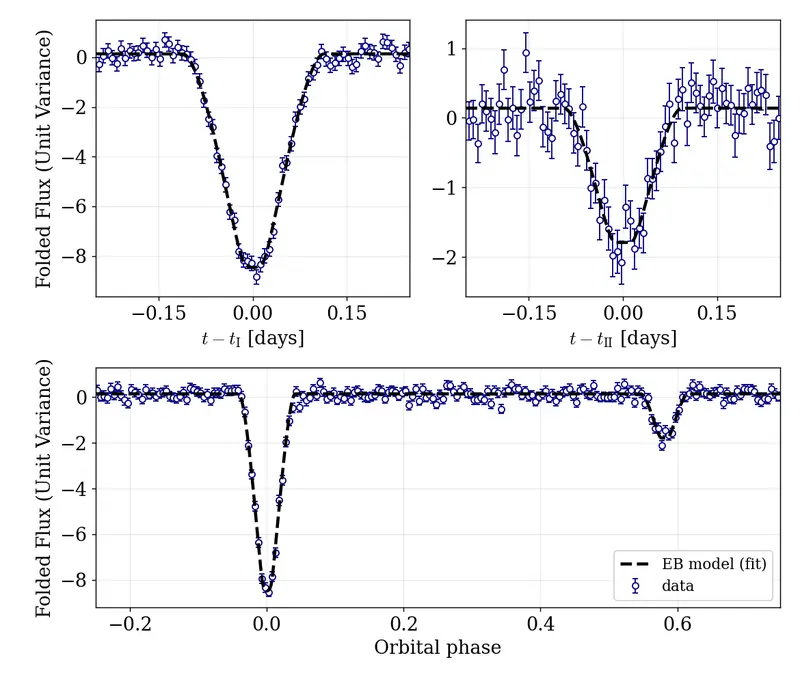 Folded Flux (Unit Variance)
0
−2
−4
−6
−8
−0.15 0.00 0.15
t − t_I [days]
1
0
−1
−2
−0.15 0.00 0.15
t − t_II [days]
Folded Flux (Unit Variance)
0
−2
−4
−6
−8
EB model (fit)
data
−0.2 0.0 0.2 0.4 0.6
Orbital phase